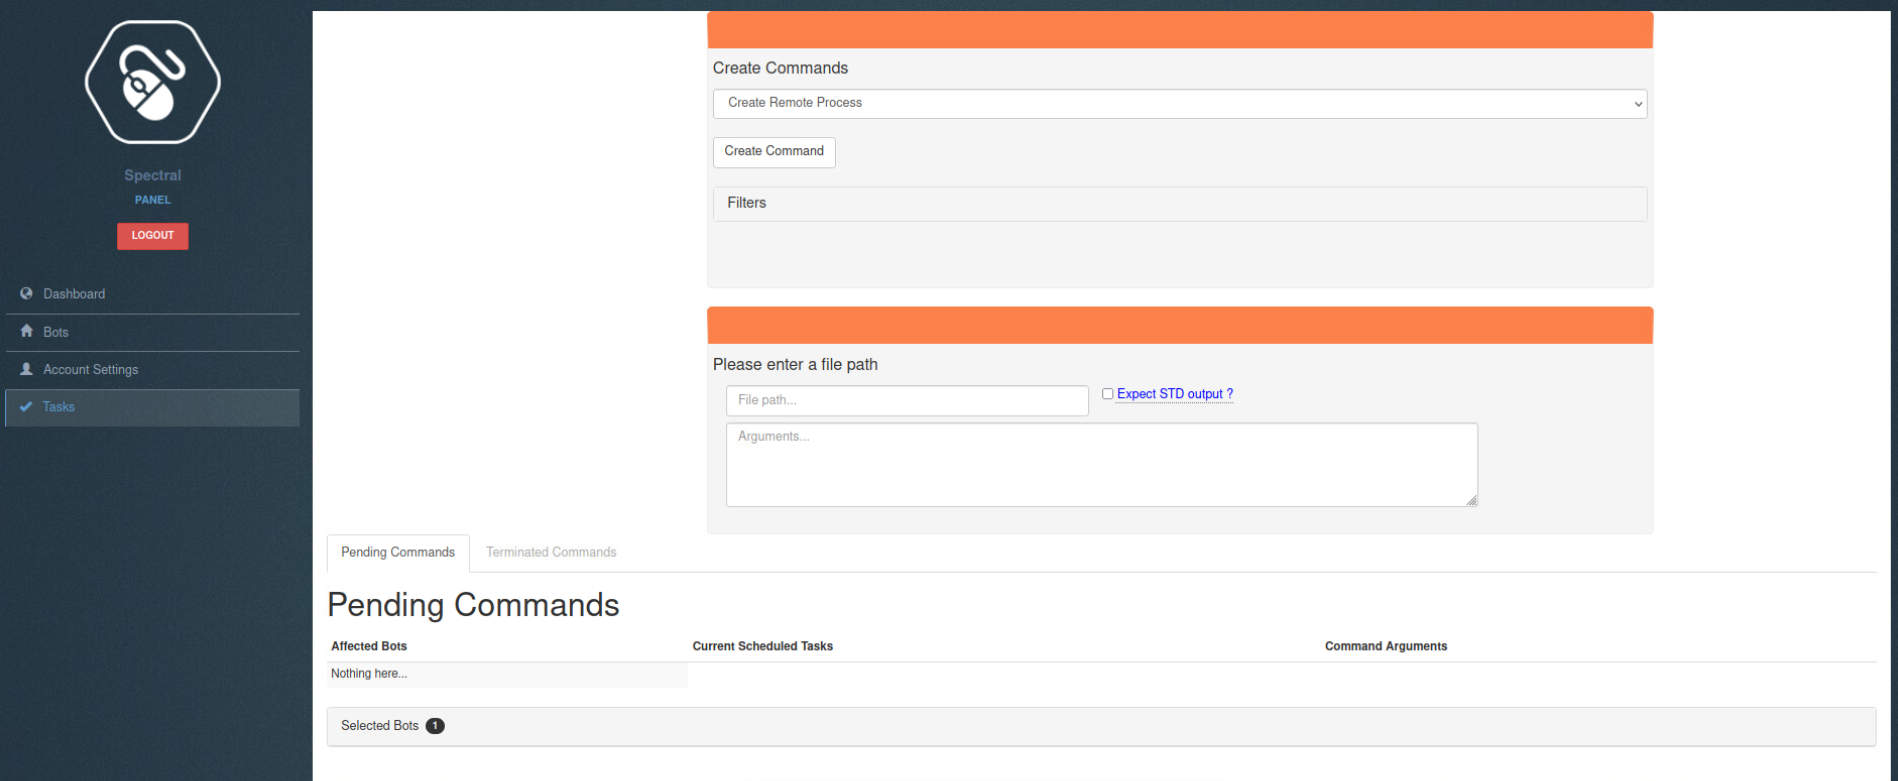 Spectral
PANEL
LOGOUT
Dashboard
Bots
Account Settings
Tasks
Create Commands
Create Remote Process
Create Command
Filters
Please enter a file path
File path...
Expect STD output ?
Arguments...
Pending Commands
Terminated Commands
Pending Commands
Affected Bots Current Scheduled Tasks Command Arguments
Nothing here...
Selected Bots 1